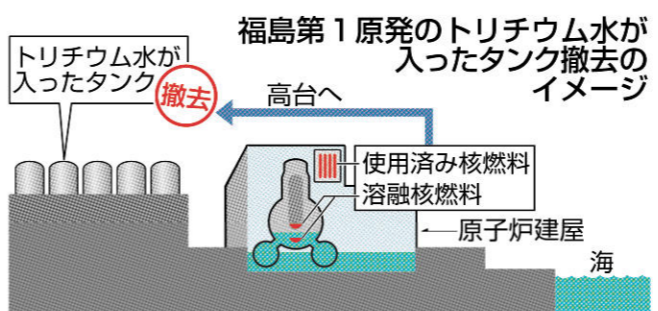 福島第１原発のトリチウム水が
入ったタンク撤去の
イメージ
トリチウム水が
入ったタンク
撤去
高台へ
使用済み核燃料
溶融核燃料
原子炉建屋
海